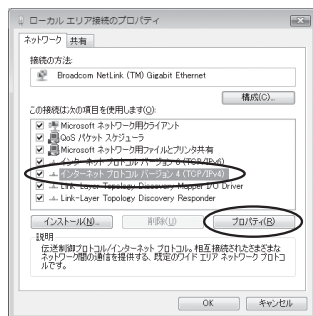 ローカル エリア接続のプロパティ
ネットワーク 共有
接続の方法:
Broadcom NetLink (TM) Gigabit Ethernet
構成(C)...
この接続は次の項目を使用します(O):
Microsoft ネットワーク用クライアント
QoS パケット スケジューラ
Microsoft ネットワーク用ファイルとプリンタ共有
インターネット プロトコル バージョン 6 (TCP/IPv6)
インターネット プロトコル バージョン 4 (TCP/IPv4)
Link-Layer Topology Discovery Mapper I/O Driver
Link-Layer Topology Discovery Responder
インストール(N)... 削除(U) プロパティ(R)
説明
伝送制御プロトコル/インターネット プロトコル。相互接続されたさまざまな
ネットワーク間の通信を提供する、既定のワイド エリア ネットワーク プロトコ
ルです。
OK キャンセル